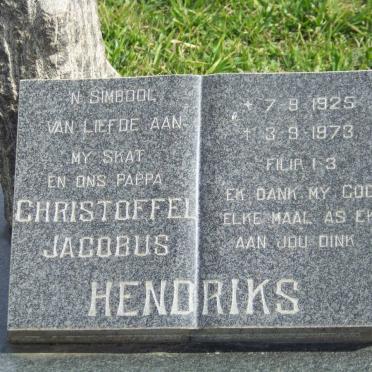 'N SIMBOOL
VAN LIEFDE AAN
MY SKAT
EN ONS PAPPA
CHRISTOFFEL
JACOBUS
HENDRIKS
* 7·9·1925
+ 3·9·1973
FILIP. 1-3
EK DANK MY GOD
ELKE MAAL AS EK
AAN JOU DINK